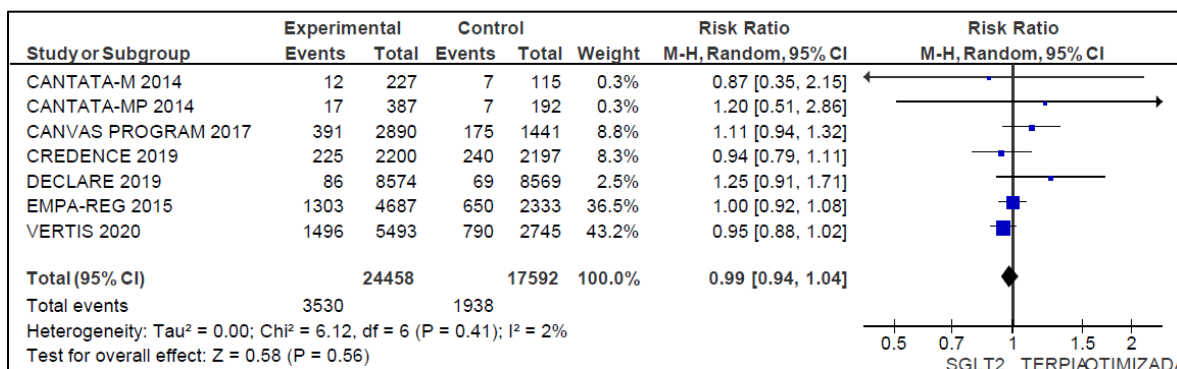 Experimental Control Risk Ratio Risk Ratio
Study or Subgroup Events Total Events Total Weight M-H, Random, 95% CI M-H, Random, 95% CI
CANTATA-M 2014 12 227 7 115 0.3% 0.87 [0.35, 2.15]
CANTATA-MP 2014 17 387 7 192 0.3% 1.20 [0.51, 2.86]
CANVAS PROGRAM 2017 391 2890 175 1441 8.8% 1.11 [0.94, 1.32]
CREDENCE 2019 225 2200 240 2197 8.3% 0.94 [0.79, 1.11]
DECLARE 2019 86 8574 69 8569 2.5% 1.25 [0.91, 1.71]
EMPA-REG 2015 1303 4687 650 2333 36.5% 1.00 [0.92, 1.08]
VERTIS 2020 1496 5493 790 2745 43.2% 0.95 [0.88, 1.02]
Total (95% CI) 24458 17592 100.0% 0.99 [0.94, 1.04]
Total events 3530 1938
Heterogeneity: Tau² = 0.00; Chi² = 6.12, df = 6 (P = 0.41); I² = 2%
Test for overall effect: Z = 0.58 (P = 0.56)
0.5 0.7 1 1.5 2
SGLT2 TERPIA OTIMIZADA